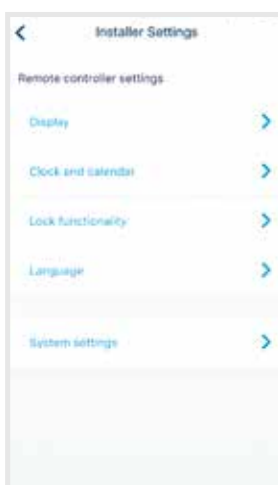 Installer Settings
Remote controller settings
Display
Clock and calendar
Lock functionality
Language
System settings